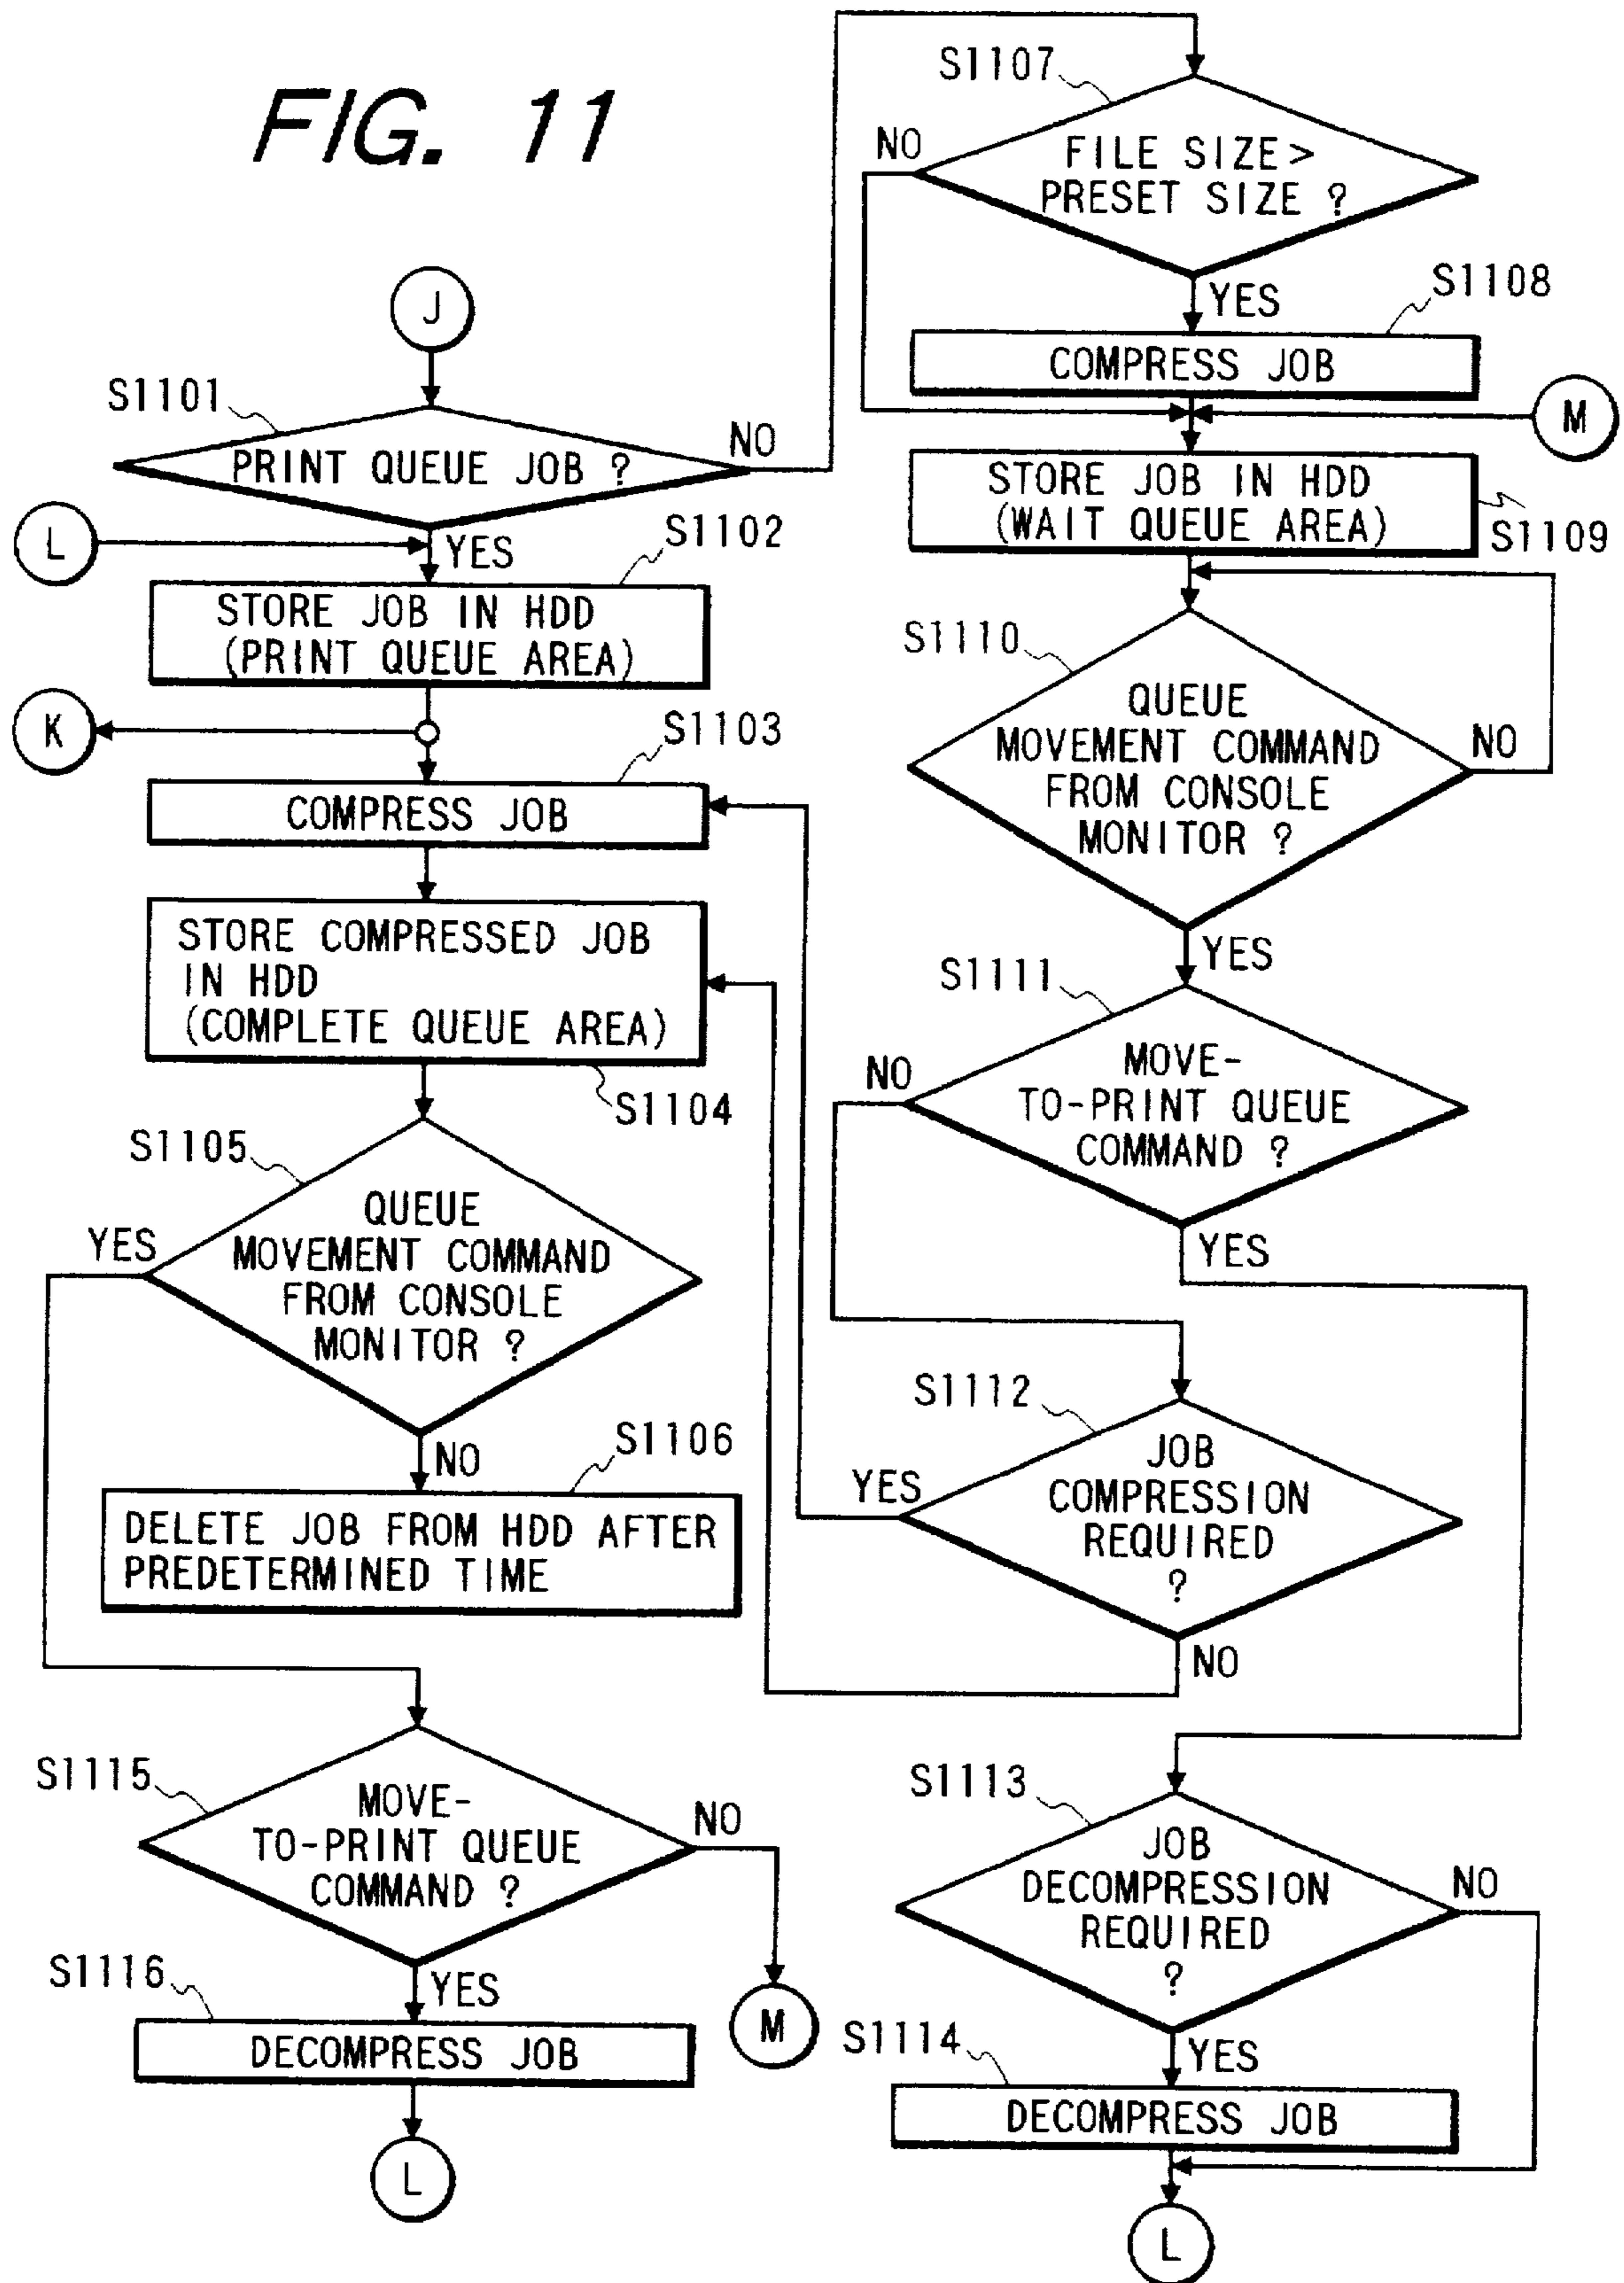 FIG. 11
J
S1101
PRINT QUEUE JOB ?
NO
L
YES
S1102
STORE JOB IN HDD
(PRINT QUEUE AREA)
K
S1103
COMPRESS JOB
STORE COMPRESSED JOB
IN HDD
(COMPLETE QUEUE AREA)
S1104
S1105
QUEUE
MOVEMENT COMMAND
FROM CONSOLE
MONITOR ?
YES
NO
S1106
DELETE JOB FROM HDD AFTER
PREDETERMINED TIME
S1115
MOVE-
TO-PRINT QUEUE
COMMAND ?
NO
M
YES
S1116
DECOMPRESS JOB
L
S1107
FILE SIZE >
PRESET SIZE ?
NO
YES
S1108
COMPRESS JOB
M
STORE JOB IN HDD
(WAIT QUEUE AREA)
S1109
S1110
QUEUE
MOVEMENT COMMAND
FROM CONSOLE
MONITOR ?
NO
YES
S1111
MOVE-
TO-PRINT QUEUE
COMMAND ?
NO
YES
S1112
JOB
COMPRESSION
REQUIRED
?
YES
NO
S1113
JOB
DECOMPRESSION
REQUIRED
?
NO
YES
S1114
DECOMPRESS JOB
L